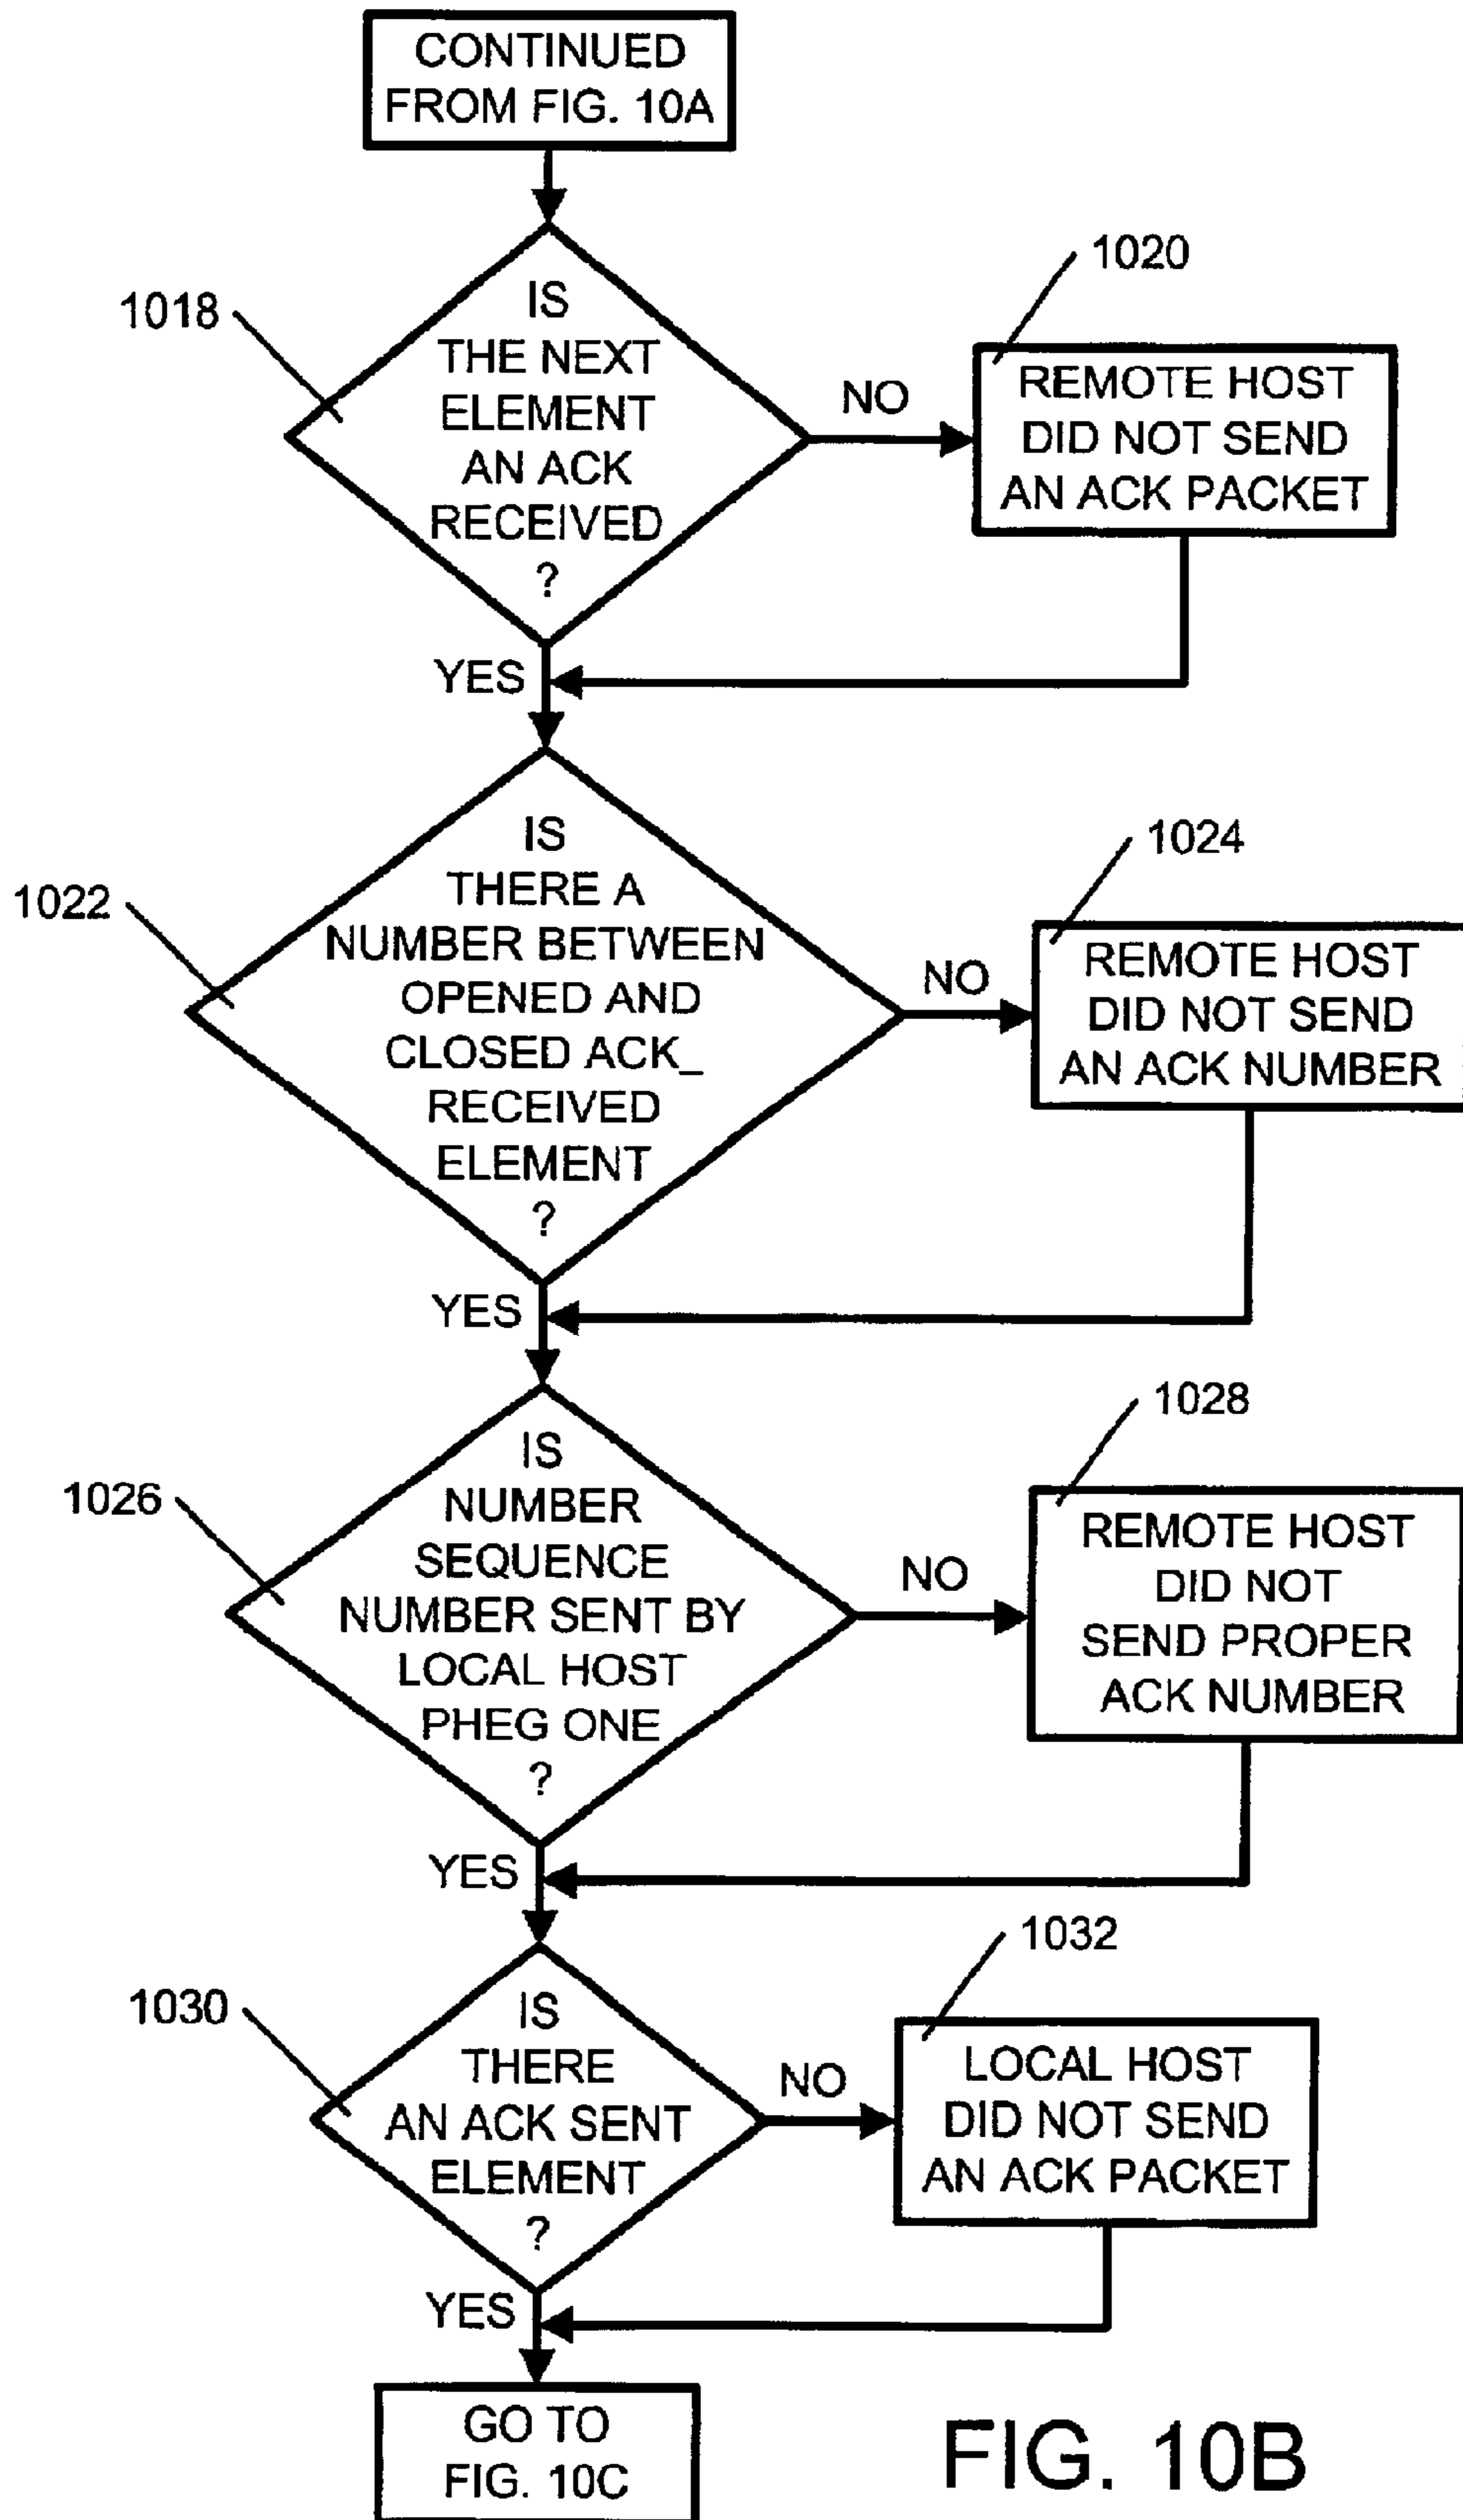 CONTINUED
FROM FIG. 10A
1018
IS
THE NEXT
ELEMENT
AN ACK
RECEIVED
?
NO
1020
REMOTE HOST
DID NOT SEND
AN ACK PACKET
YES
1022
IS
THERE A
NUMBER BETWEEN
OPENED AND
CLOSED ACK_
RECEIVED
ELEMENT
?
NO
1024
REMOTE HOST
DID NOT SEND
AN ACK NUMBER
YES
1026
IS
NUMBER
SEQUENCE
NUMBER SENT BY
LOCAL HOST
PHEG ONE
?
NO
1028
REMOTE HOST
DID NOT
SEND PROPER
ACK NUMBER
YES
1030
IS
THERE
AN ACK SENT
ELEMENT
?
NO
1032
LOCAL HOST
DID NOT SEND
AN ACK PACKET
YES
GO TO
FIG. 10C
FIG. 10B